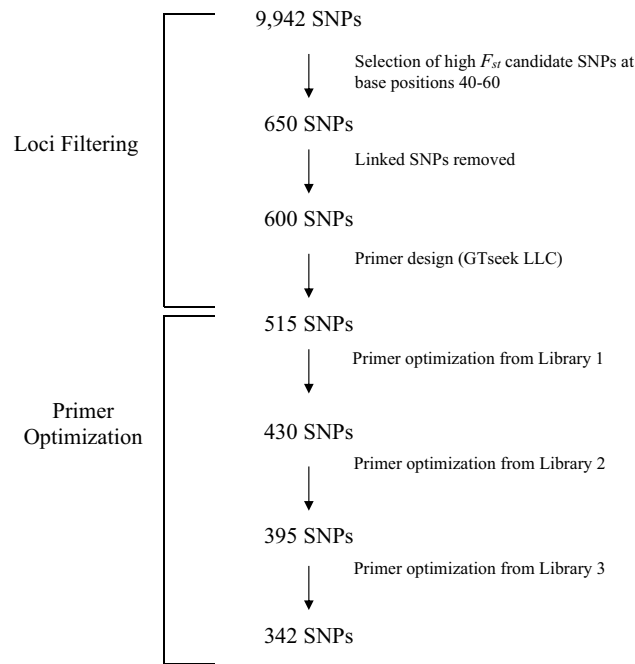 9,942 SNPs
Selection of high Fst candidate SNPs at
base positions 40-60
Loci Filtering
650 SNPs
Linked SNPs removed
600 SNPs
Primer design (GTseek LLC)
515 SNPs
Primer optimization from Library 1
Primer
Optimization
430 SNPs
Primer optimization from Library 2
395 SNPs
Primer optimization from Library 3
342 SNPs